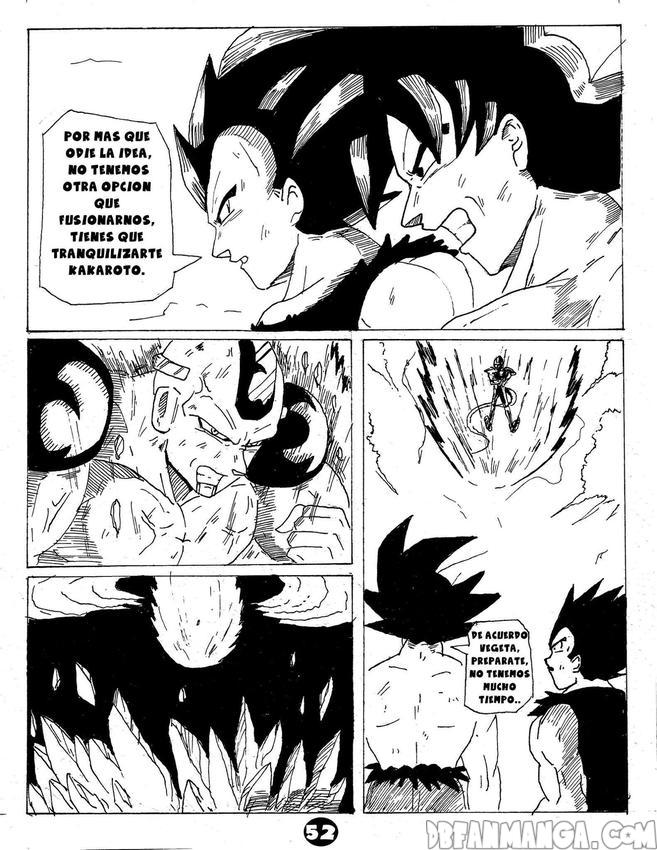 POR MAS QUE
ODIE LA IDEA,
NO TENEMOS
OTRA OPCION
QUE
FUSIONARNOS,
TIENES QUE
TRANQUILIZARTE
KAKAROTO.
DE ACUERDO
VEGETA,
PREPARATE,
NO TENEMOS
MUCHO
TIEMPO..
52
DBFANMANGA.COM